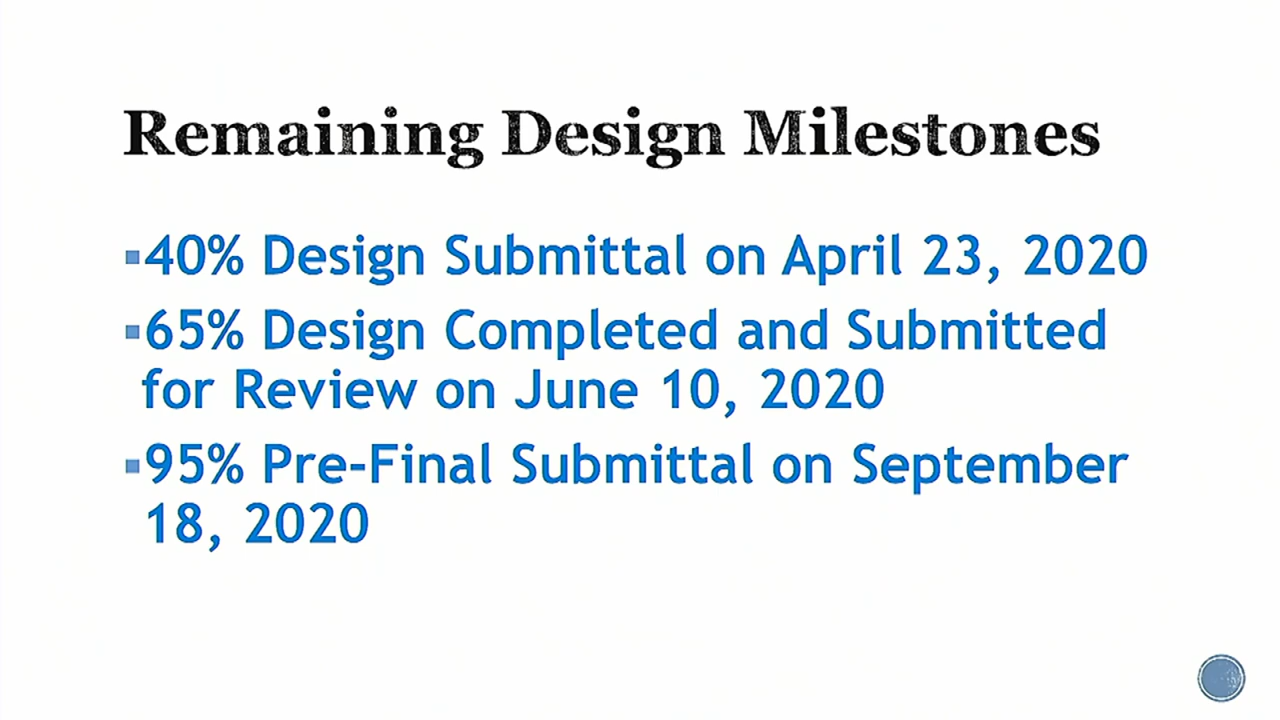 Remaining Design Milestones
▪40% Design Submittal on April 23, 2020
▪65% Design Completed and Submitted
for Review on June 10, 2020
▪95% Pre-Final Submittal on September
18, 2020